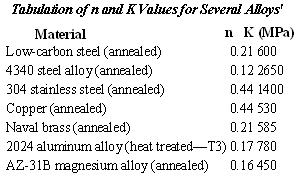 Tabulation of n and K Values for Several Alloys¹
Material n K (MPa)
Low-carbon steel (annealed) 0.21 600
4340 steel alloy (annealed) 0.12 2650
304 stainless steel (annealed) 0.44 1400
Copper (annealed) 0.44 530
Naval brass (annealed) 0.21 585
2024 aluminum alloy (heat treated—T3) 0.17 780
AZ-31B magnesium alloy (annealed) 0.16 450